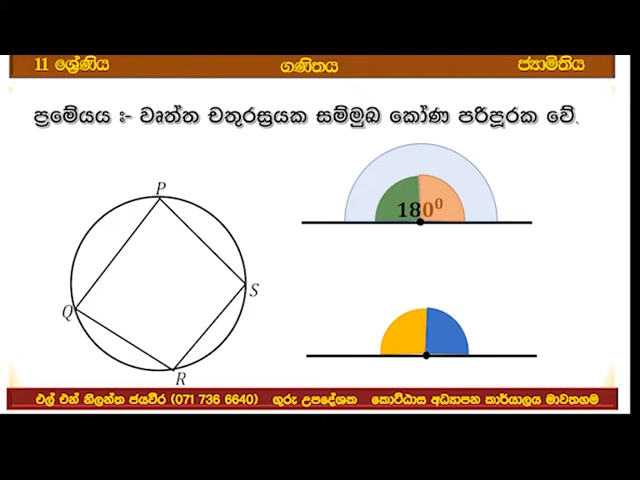 11 ශ්‍රේණිය ගණිතය ජ්‍යාමිතිය
ප්‍රමේයය :- වෘත්ත චතුරස්‍රයක සම්මුඛ කෝණ පරිපූරක වේ.
P
180⁰
S
Q
R
එල් එන් නිලන්ත ජයවීර (071 736 6640) ගුරු උපදේශක කොට්ඨාස අධ්‍යාපන කාර්යාලය මාවතගම